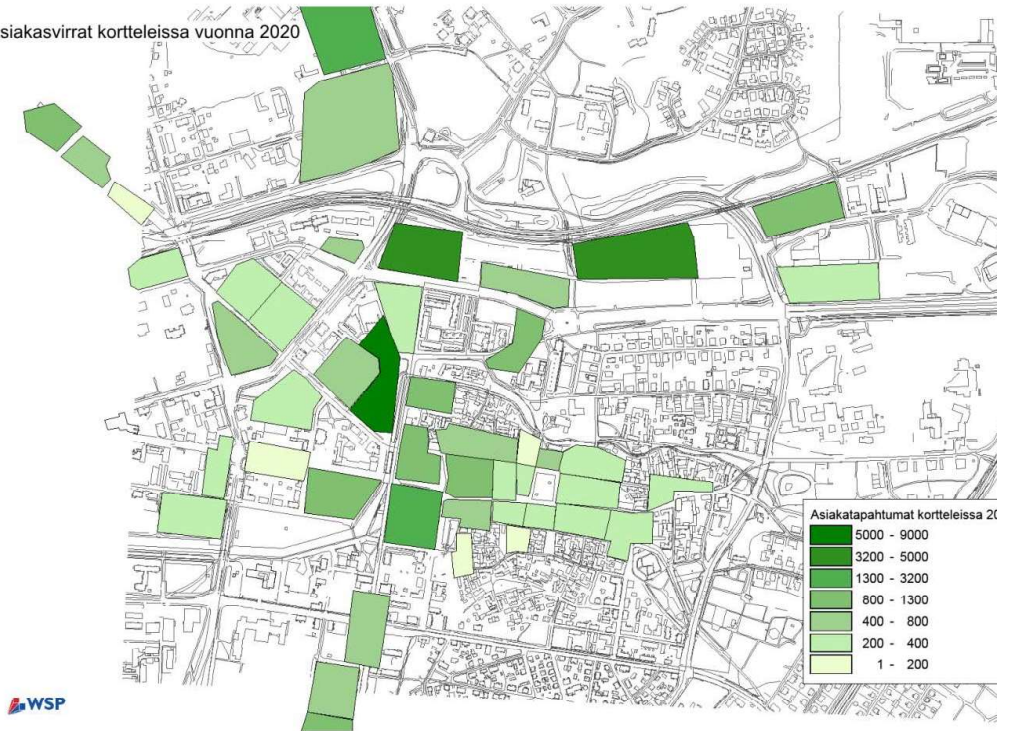 siakasvirrat kortteleissa vuonna 2020
Asiakatapahtumat kortteleissa 20
5000 - 9000
3200 - 5000
1300 - 3200
800 - 1300
400 - 800
200 - 400
1 - 200
WSP